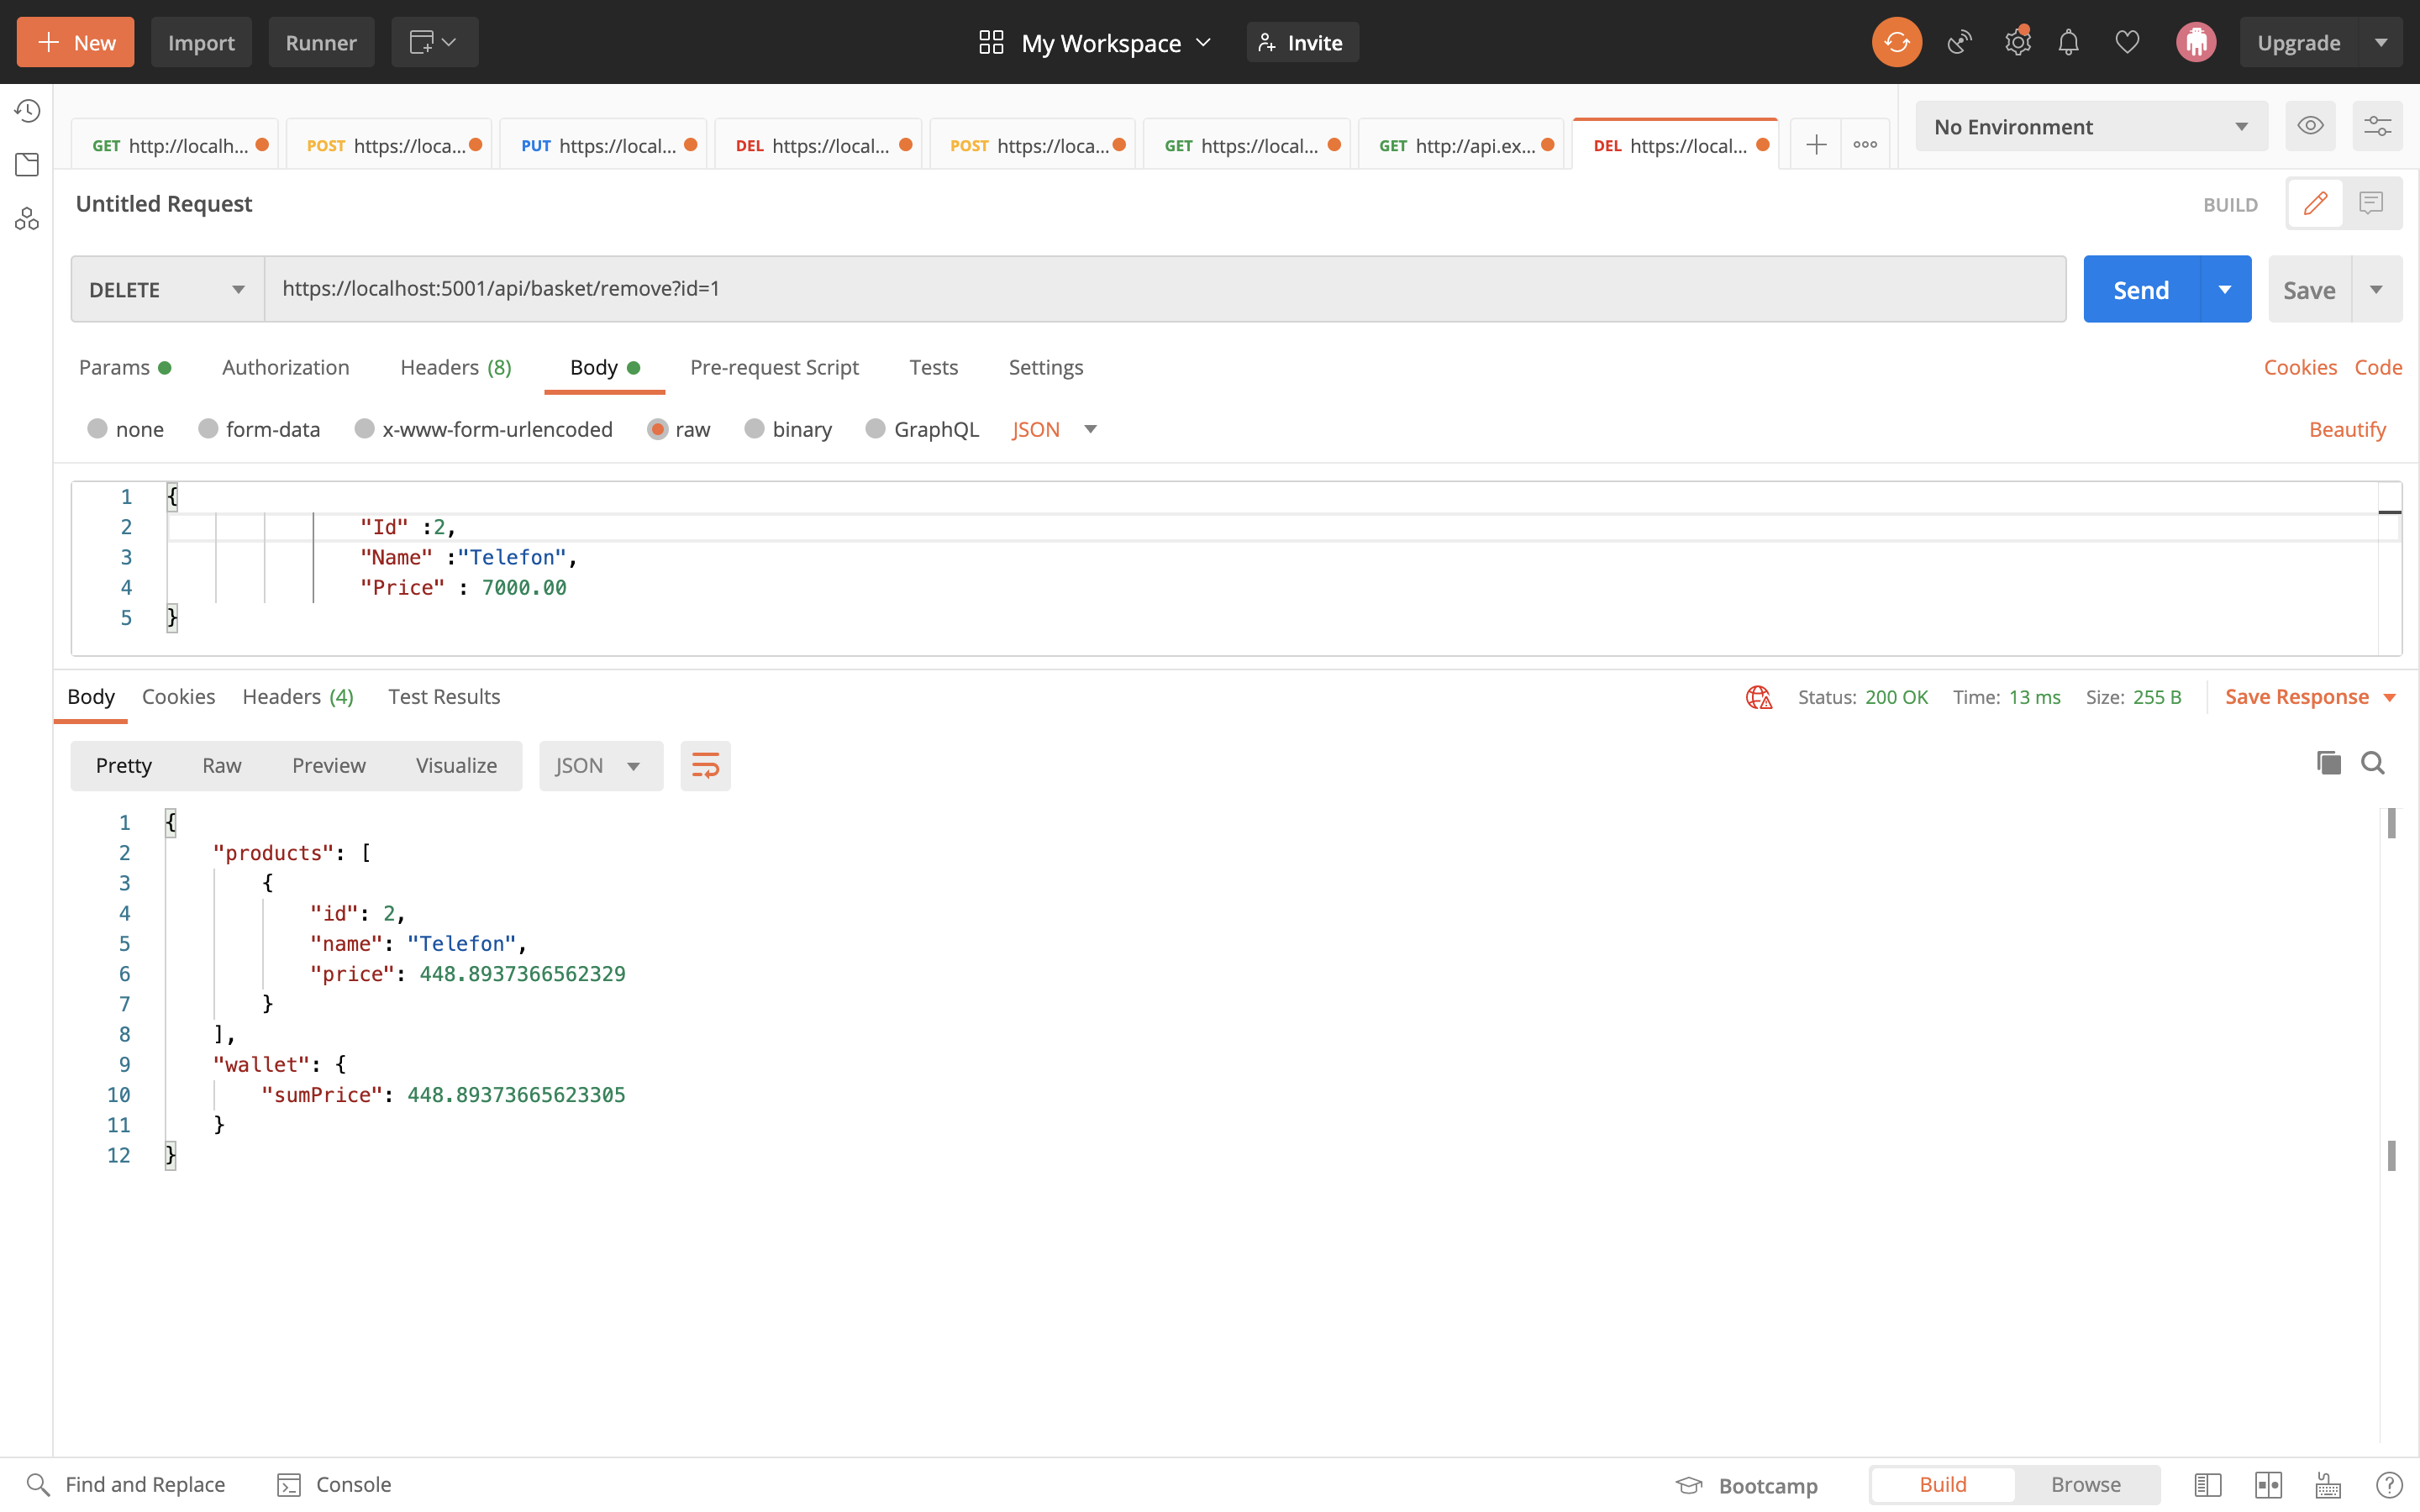 New Import Runner My Workspace Invite Upgrade
GET http://localh... POST https://loca... PUT https://local... DEL https://local... POST https://loca... GET https://local... GET http://api.ex... DEL https://local... No Environment
Untitled Request BUILD
DELETE https://localhost:5001/api/basket/remove?id=1 Send Save
Params Authorization Headers (8) Body Pre-request Script Tests Settings Cookies Code
none form-data x-www-form-urlencoded raw binary GraphQL JSON Beautify
1 {
2 "Id" :2,
3 "Name" :"Telefon",
4 "Price" : 7000.00
5 }
Body Cookies Headers (4) Test Results Status: 200 OK Time: 13 ms Size: 255 B Save Response
Pretty Raw Preview Visualize JSON
1 {
2 "products": [
3 {
4 "id": 2,
5 "name": "Telefon",
6 "price": 448.8937366562329
7 }
8 ],
9 "wallet": {
10 "sumPrice": 448.89373665623305
11 }
12 }
Find and Replace Console Bootcamp Build Browse